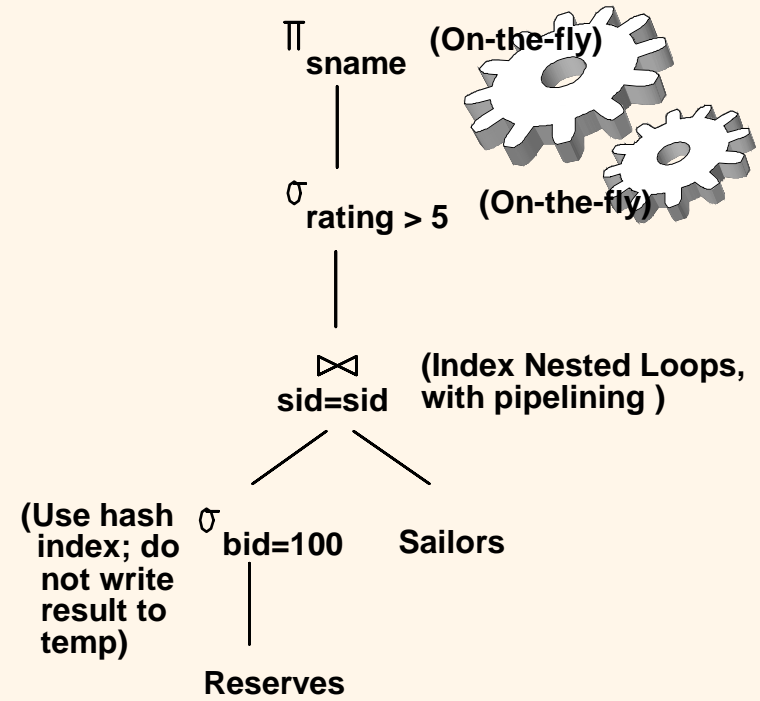 π sname (On-the-fly)
σ rating > 5 (On-the-fly)
⋈ sid=sid
(Index Nested Loops,
with pipelining )
(Use hash
index; do
not write
result to
temp)
σ bid=100
Sailors
Reserves